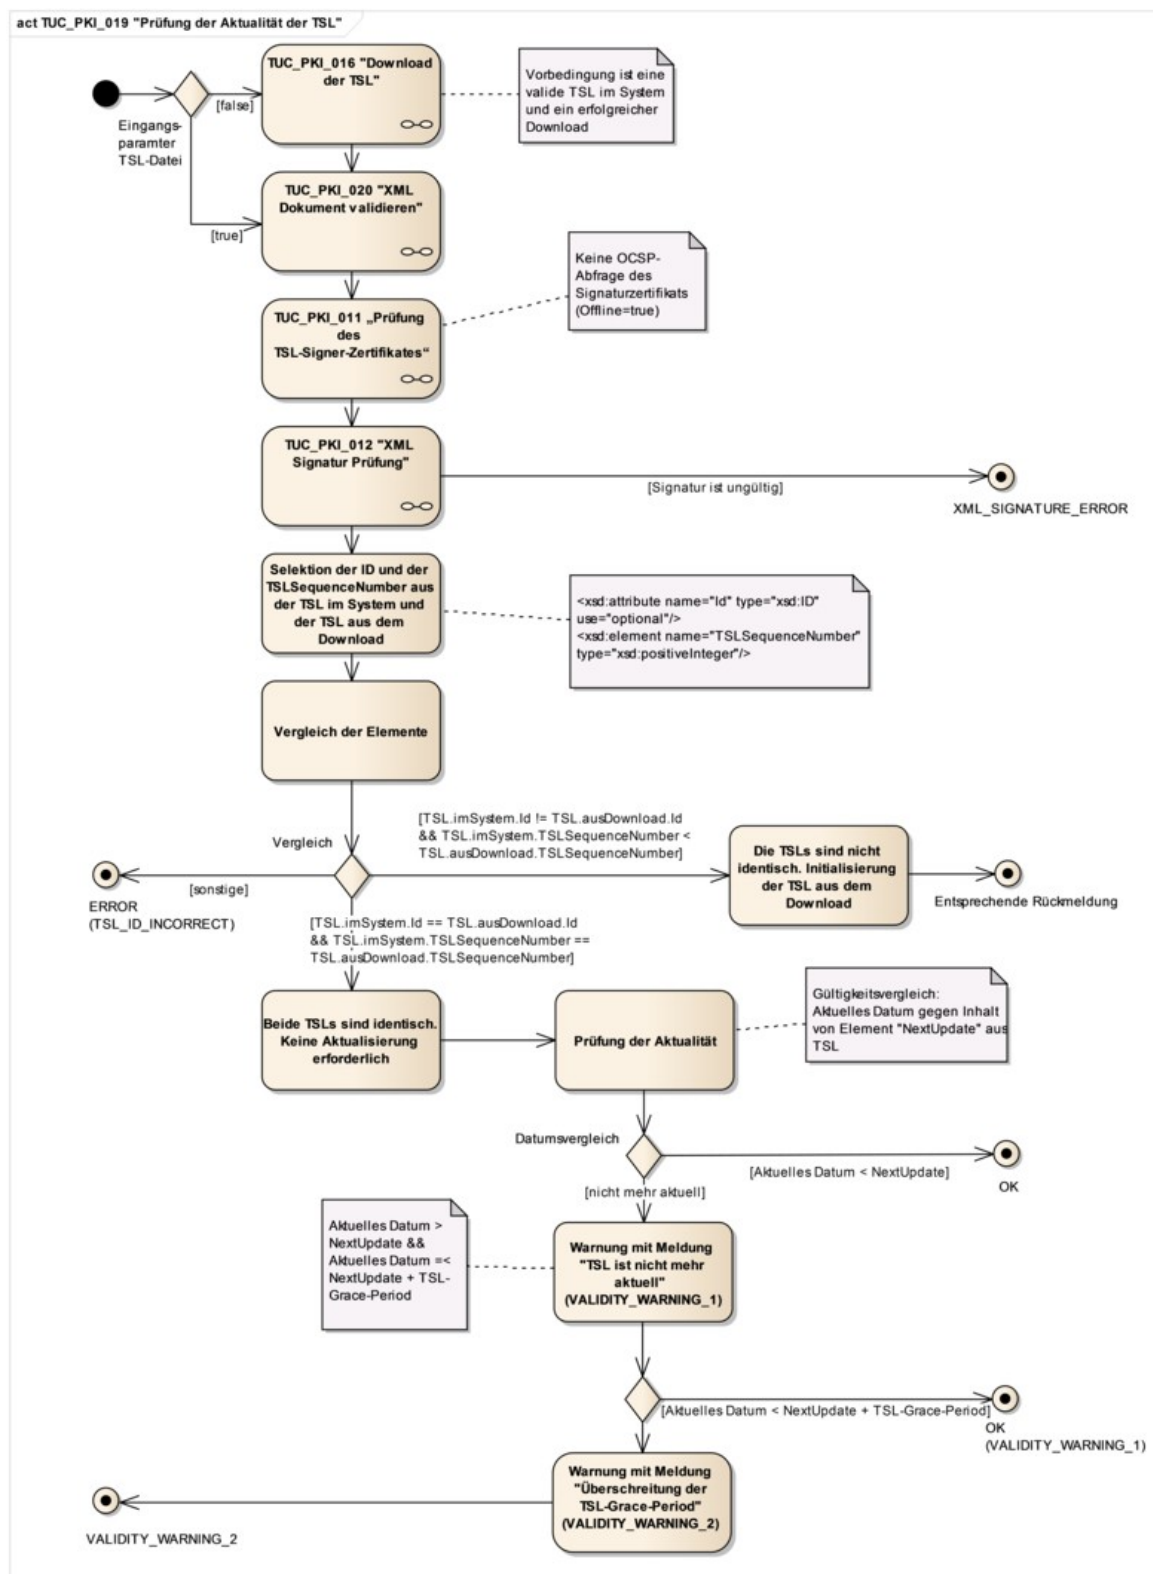 act TUC_PKI_019 "Prüfung der Aktualität der TSL"
TUC_PKI_016 "Download
der TSL"
Vorbedingung ist eine
valide TSL im System
und ein erfolgreicher
Download
[false]
Eingangs-
paramter
TSL-Datei
TUC_PKI_020 "XML
Dokument validieren"
[true]
Keine OCSP-
Abfrage des
Signaturzertifikats
(Offline=true)
TUC_PKI_011 „Prüfung
des
TSL-Signer-Zertifikates“
TUC_PKI_012 "XML
Signatur Prüfung"
[Signatur ist ungültig]
XML_SIGNATURE_ERROR
Selektion der ID und der
TSLSequenceNumber aus
der TSL im System und
der TSL aus dem
Download
<xsd:attribute name="Id" type="xsd:ID"
use="optional"/>
<xsd:element name="TSLSequenceNumber"
type="xsd:positiveInteger"/>
Vergleich der Elemente
Vergleich
[TSL.imSystem.Id != TSL.ausDownload.Id
&& TSL.imSystem.TSLSequenceNumber <
TSL.ausDownload.TSLSequenceNumber]
Die TSLs sind nicht
identisch. Initialisierung
der TSL aus dem
Download
Entsprechende Rückmeldung
[sonstige]
ERROR
(TSL_ID_INCORRECT)
[TSL.imSystem.Id == TSL.ausDownload.Id
&& TSL.imSystem.TSLSequenceNumber ==
TSL.ausDownload.TSLSequenceNumber]
Beide TSLs sind identisch.
Keine Aktualisierung
erforderlich
Prüfung der Aktualität
Gültigkeitsvergleich:
Aktuelles Datum gegen Inhalt
von Element "NextUpdate" aus
TSL
Datumsvergleich
[Aktuelles Datum < NextUpdate]
OK
[nicht mehr aktuell]
Aktuelles Datum >
NextUpdate &&
Aktuelles Datum =<
NextUpdate + TSL-
Grace-Period
Warnung mit Meldung
"TSL ist nicht mehr
aktuell"
(VALIDITY_WARNING_1)
[Aktuelles Datum < NextUpdate + TSL-Grace-Period]
OK
(VALIDITY_WARNING_1)
Warnung mit Meldung
"Überschreitung der
TSL-Grace-Period"
(VALIDITY_WARNING_2)
VALIDITY_WARNING_2